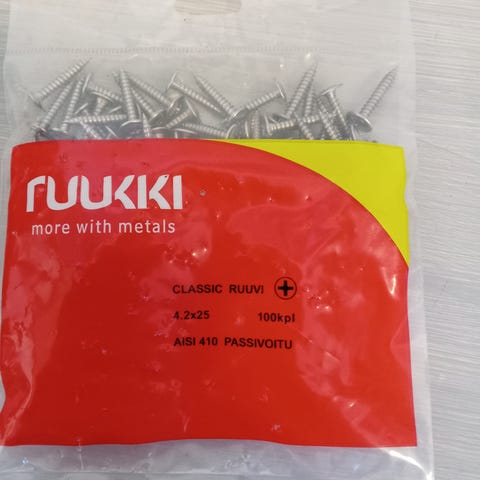 ruukki
more with metals
CLASSIC RUUVI
4.2x25 100kpl
AISI 410 PASSIVOITU